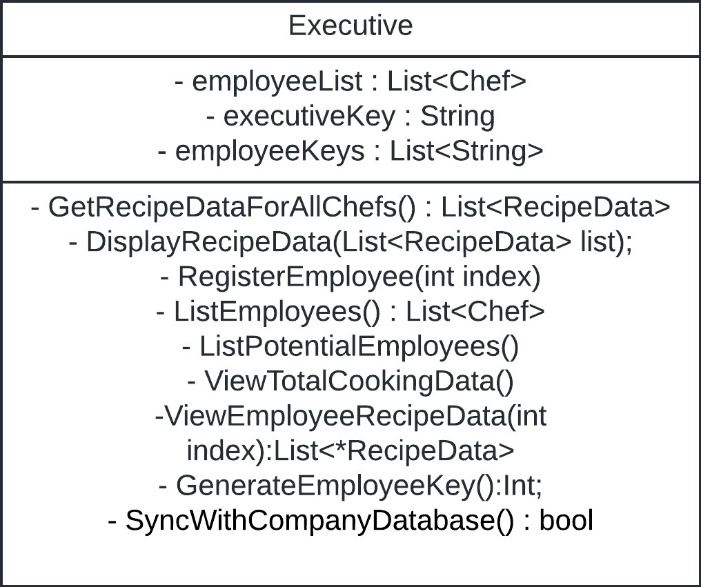 Executive
- employeeList : List<Chef>
- executiveKey : String
- employeeKeys : List<String>
- GetRecipeDataForAllChefs() : List<RecipeData>
- DisplayRecipeData(List<RecipeData> list);
- RegisterEmployee(int index)
- ListEmployees() : List<Chef>
- ListPotentialEmployees()
- ViewTotalCookingData()
-ViewEmployeeRecipeData(int
index):List<*RecipeData>
- GenerateEmployeeKey():Int;
- SyncWithCompanyDatabase() : bool